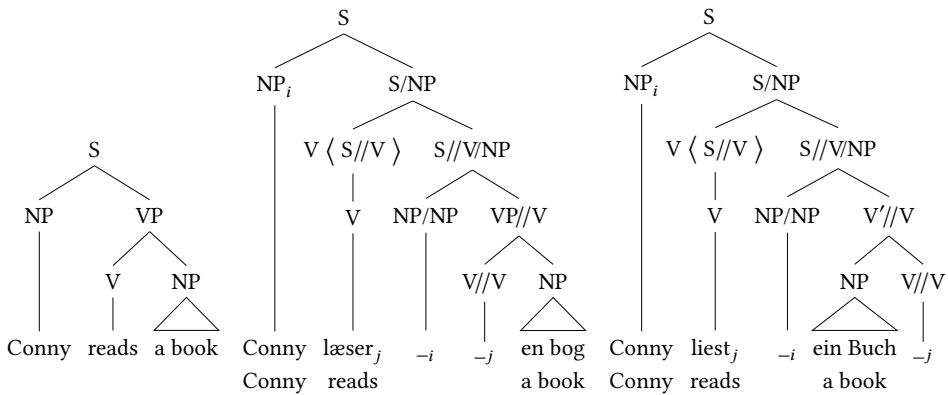 S
S
NPᵢ
S/NP
NPᵢ
S/NP
S
V ⟨ S//V ⟩
S//V/NP
V ⟨ S//V ⟩
S//V/NP
NP
VP
V
NP/NP
VP//V
V
NP/NP
V′//V
V
NP
V//V
NP
NP
V//V
Conny reads a book
Conny læserⱼ _ᵢ _ⱼ en bog
Conny liestⱼ _ᵢ ein Buch _ⱼ
Conny reads a book
Conny reads a book